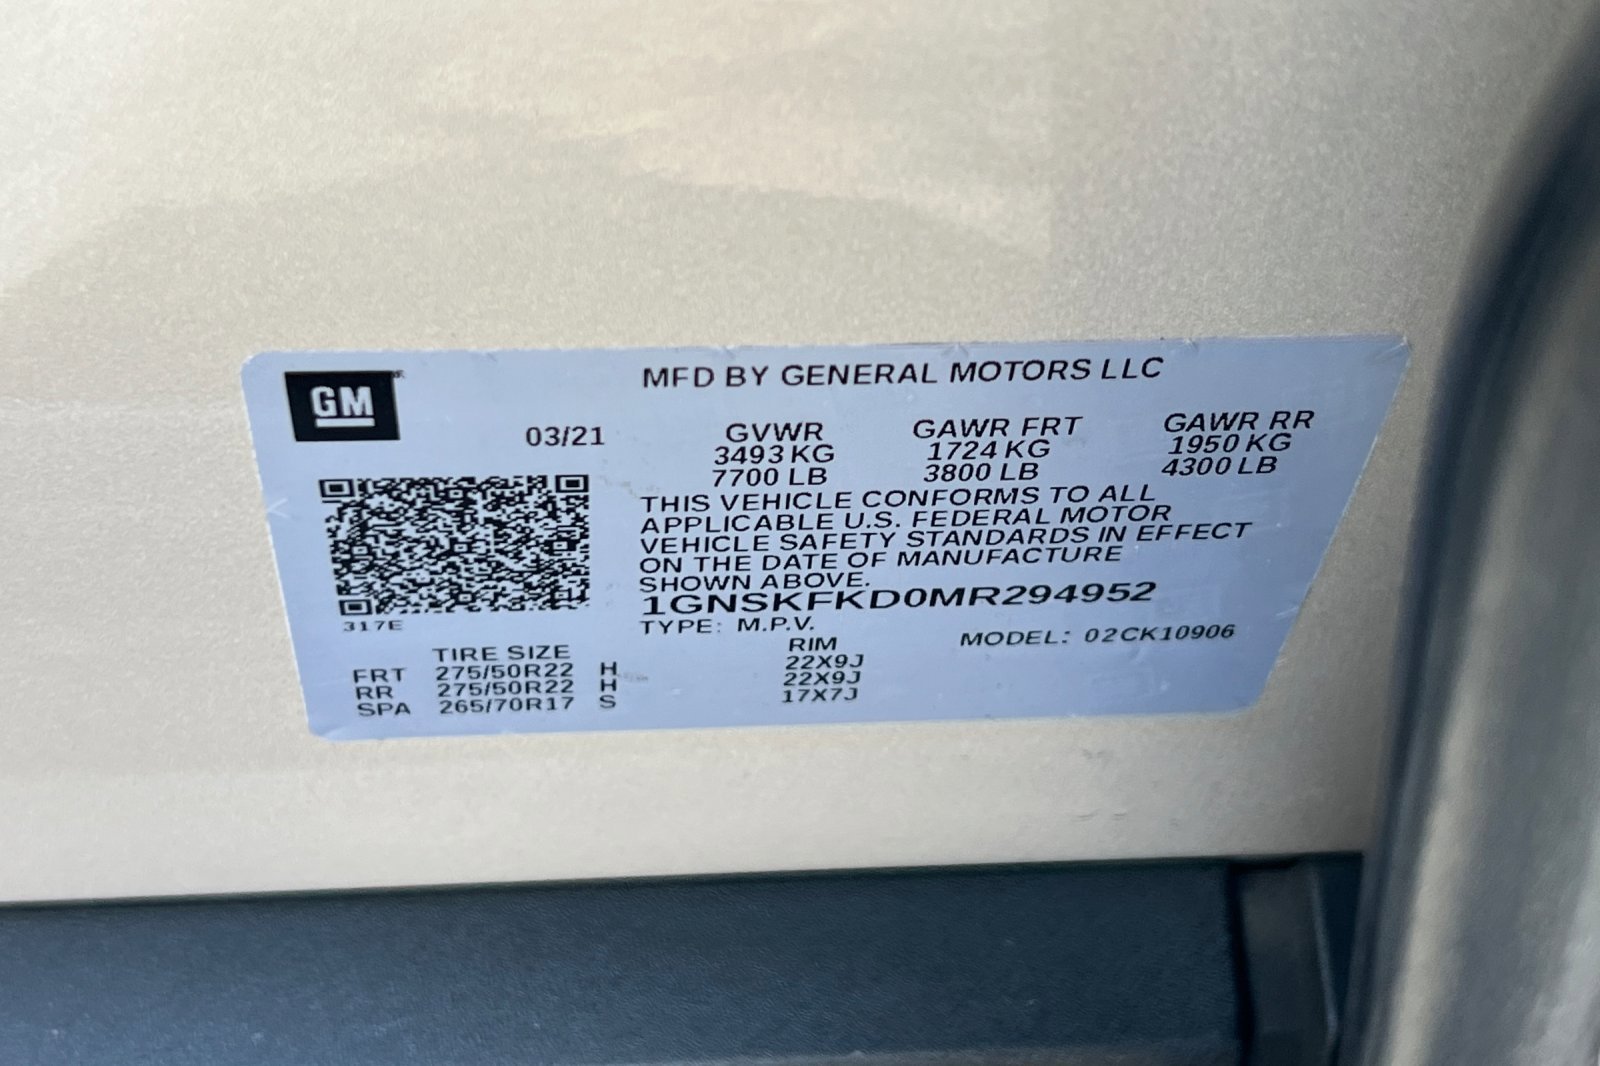 GM
MFD BY GENERAL MOTORS LLC
03/21
GVWR GAWR FRT GAWR RR
3493 KG 1724 KG 1950 KG
7700 LB 3800 LB 4300 LB
THIS VEHICLE CONFORMS TO ALL
APPLICABLE U.S. FEDERAL MOTOR
VEHICLE SAFETY STANDARDS IN EFFECT
ON THE DATE OF MANUFACTURE
SHOWN ABOVE.
1GNSKFKD0MR294952
317E
TYPE: M.P.V.
MODEL: 02CK10906
TIRE SIZE RIM
FRT 275/50R22 H 22X9J
RR 275/50R22 H 22X9J
SPA 265/70R17 S 17X7J